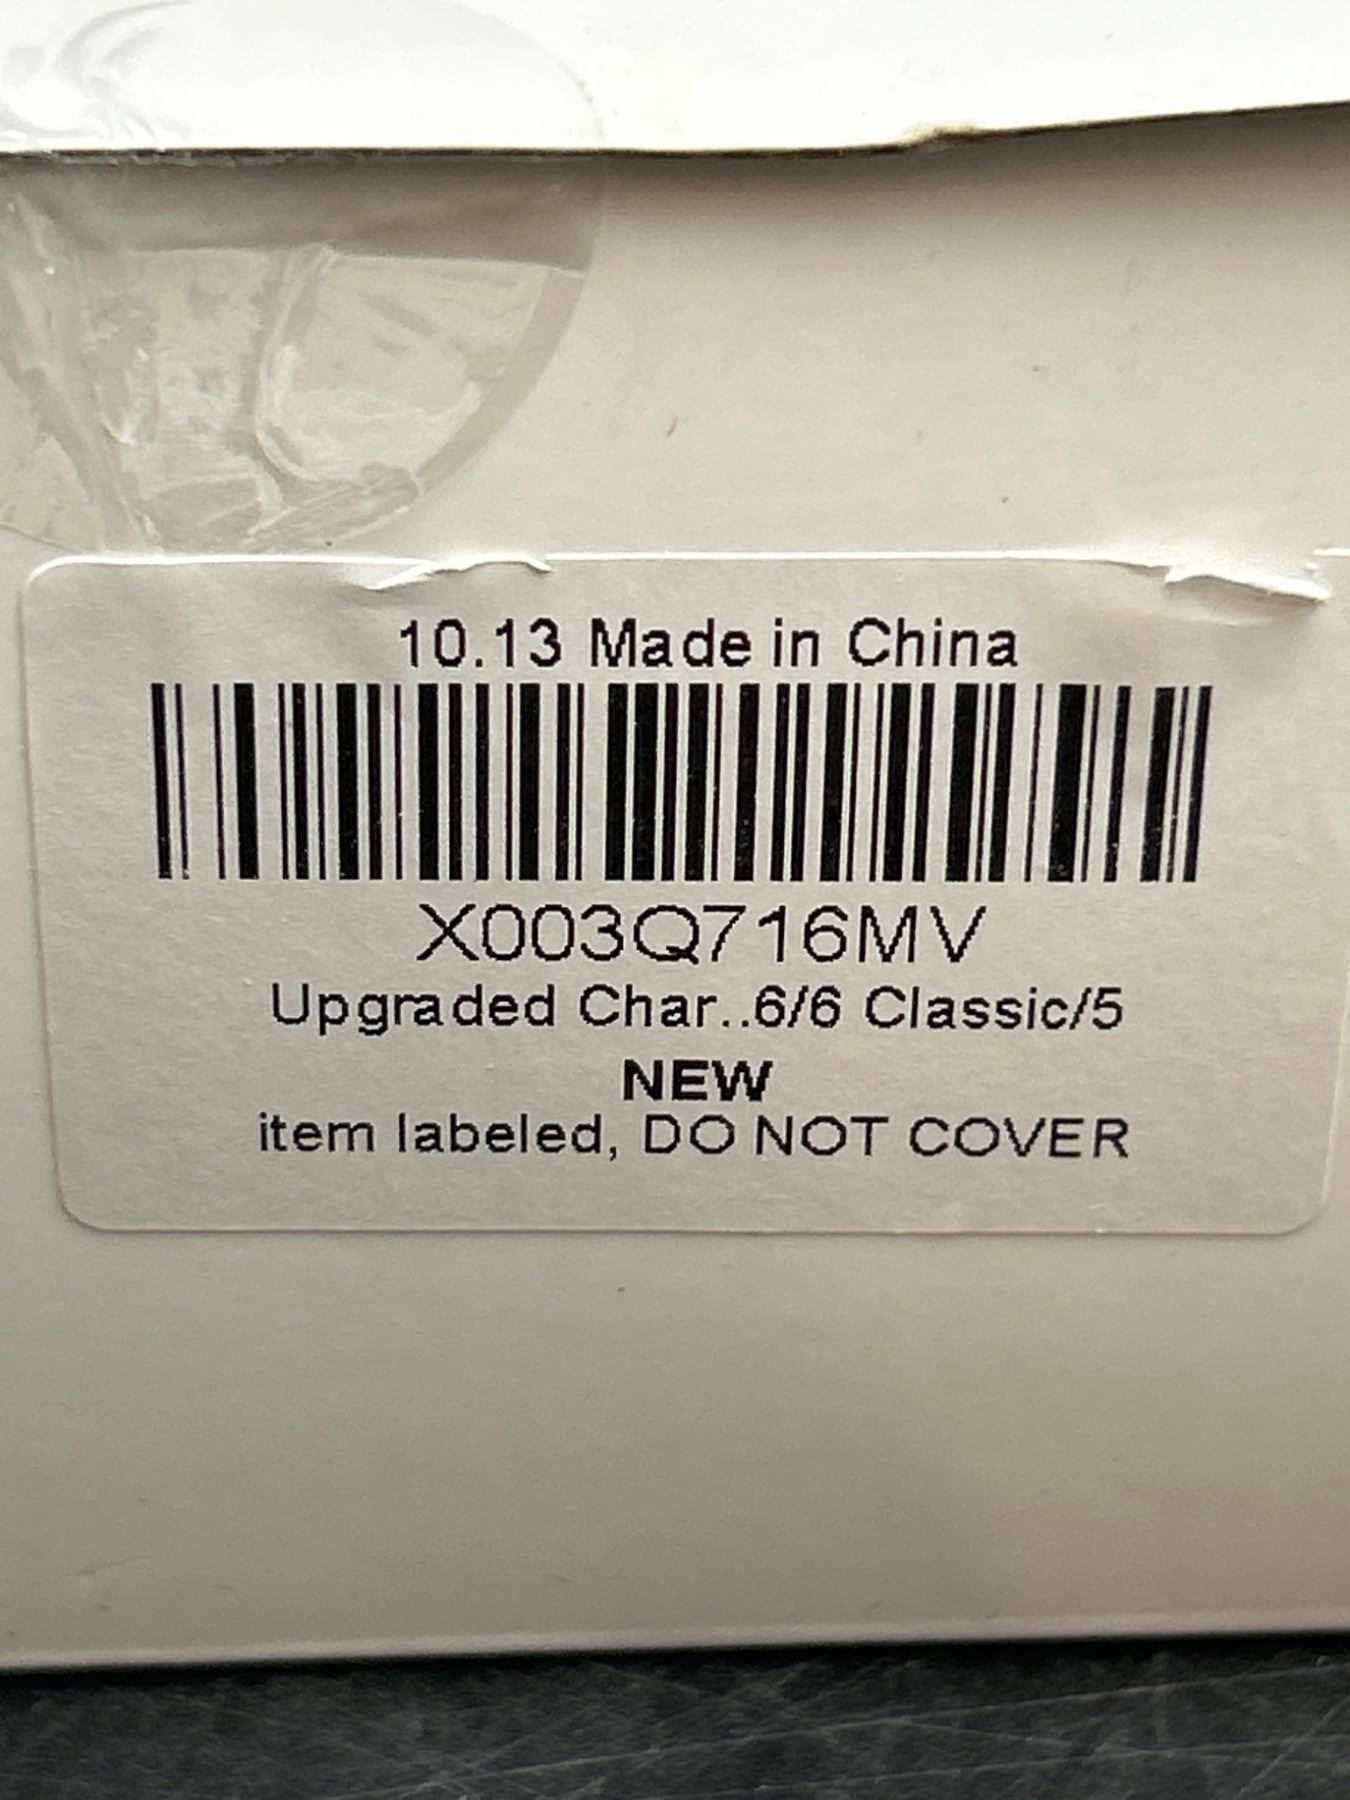 10.13 Made in China
X003Q716MV
Upgraded Char..6/6 Classic/5
NEW
item labeled, DO NOT COVER